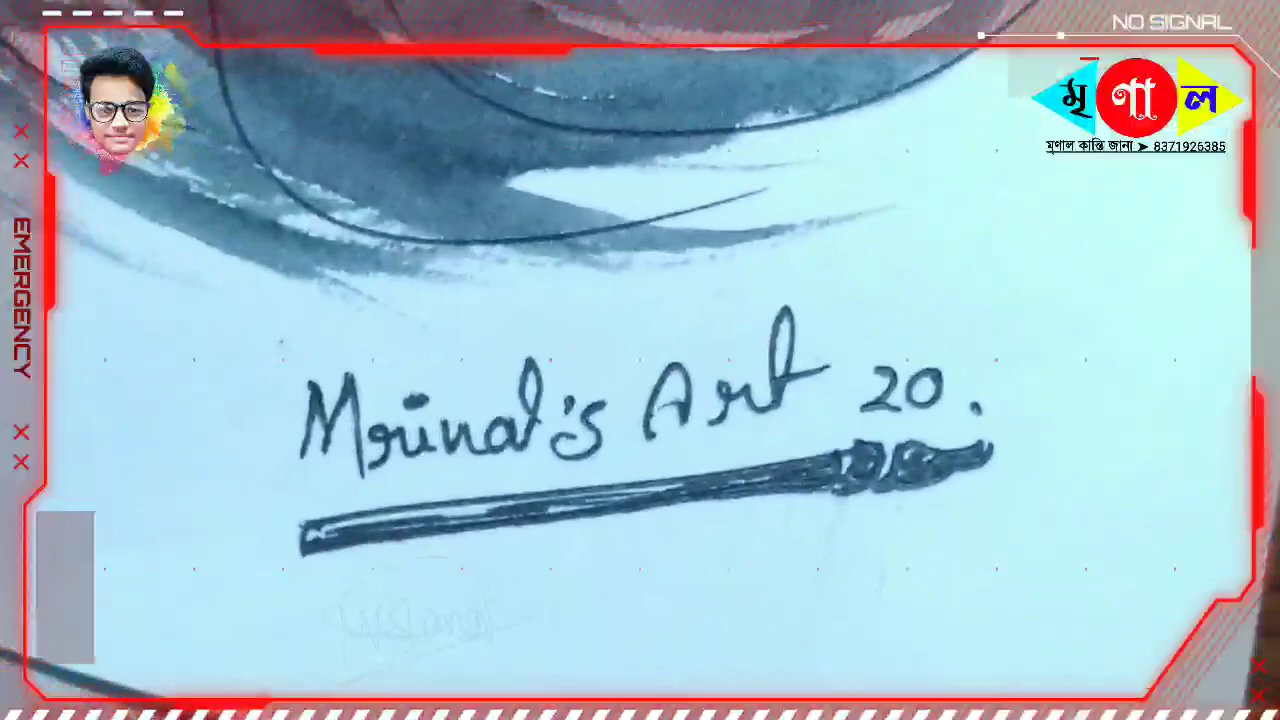 NO SIGNAL
মৃণাল
মৃণাল কান্তি জানা ➤ 8371926385
EMERGENCY
Mrinal's Art 20.